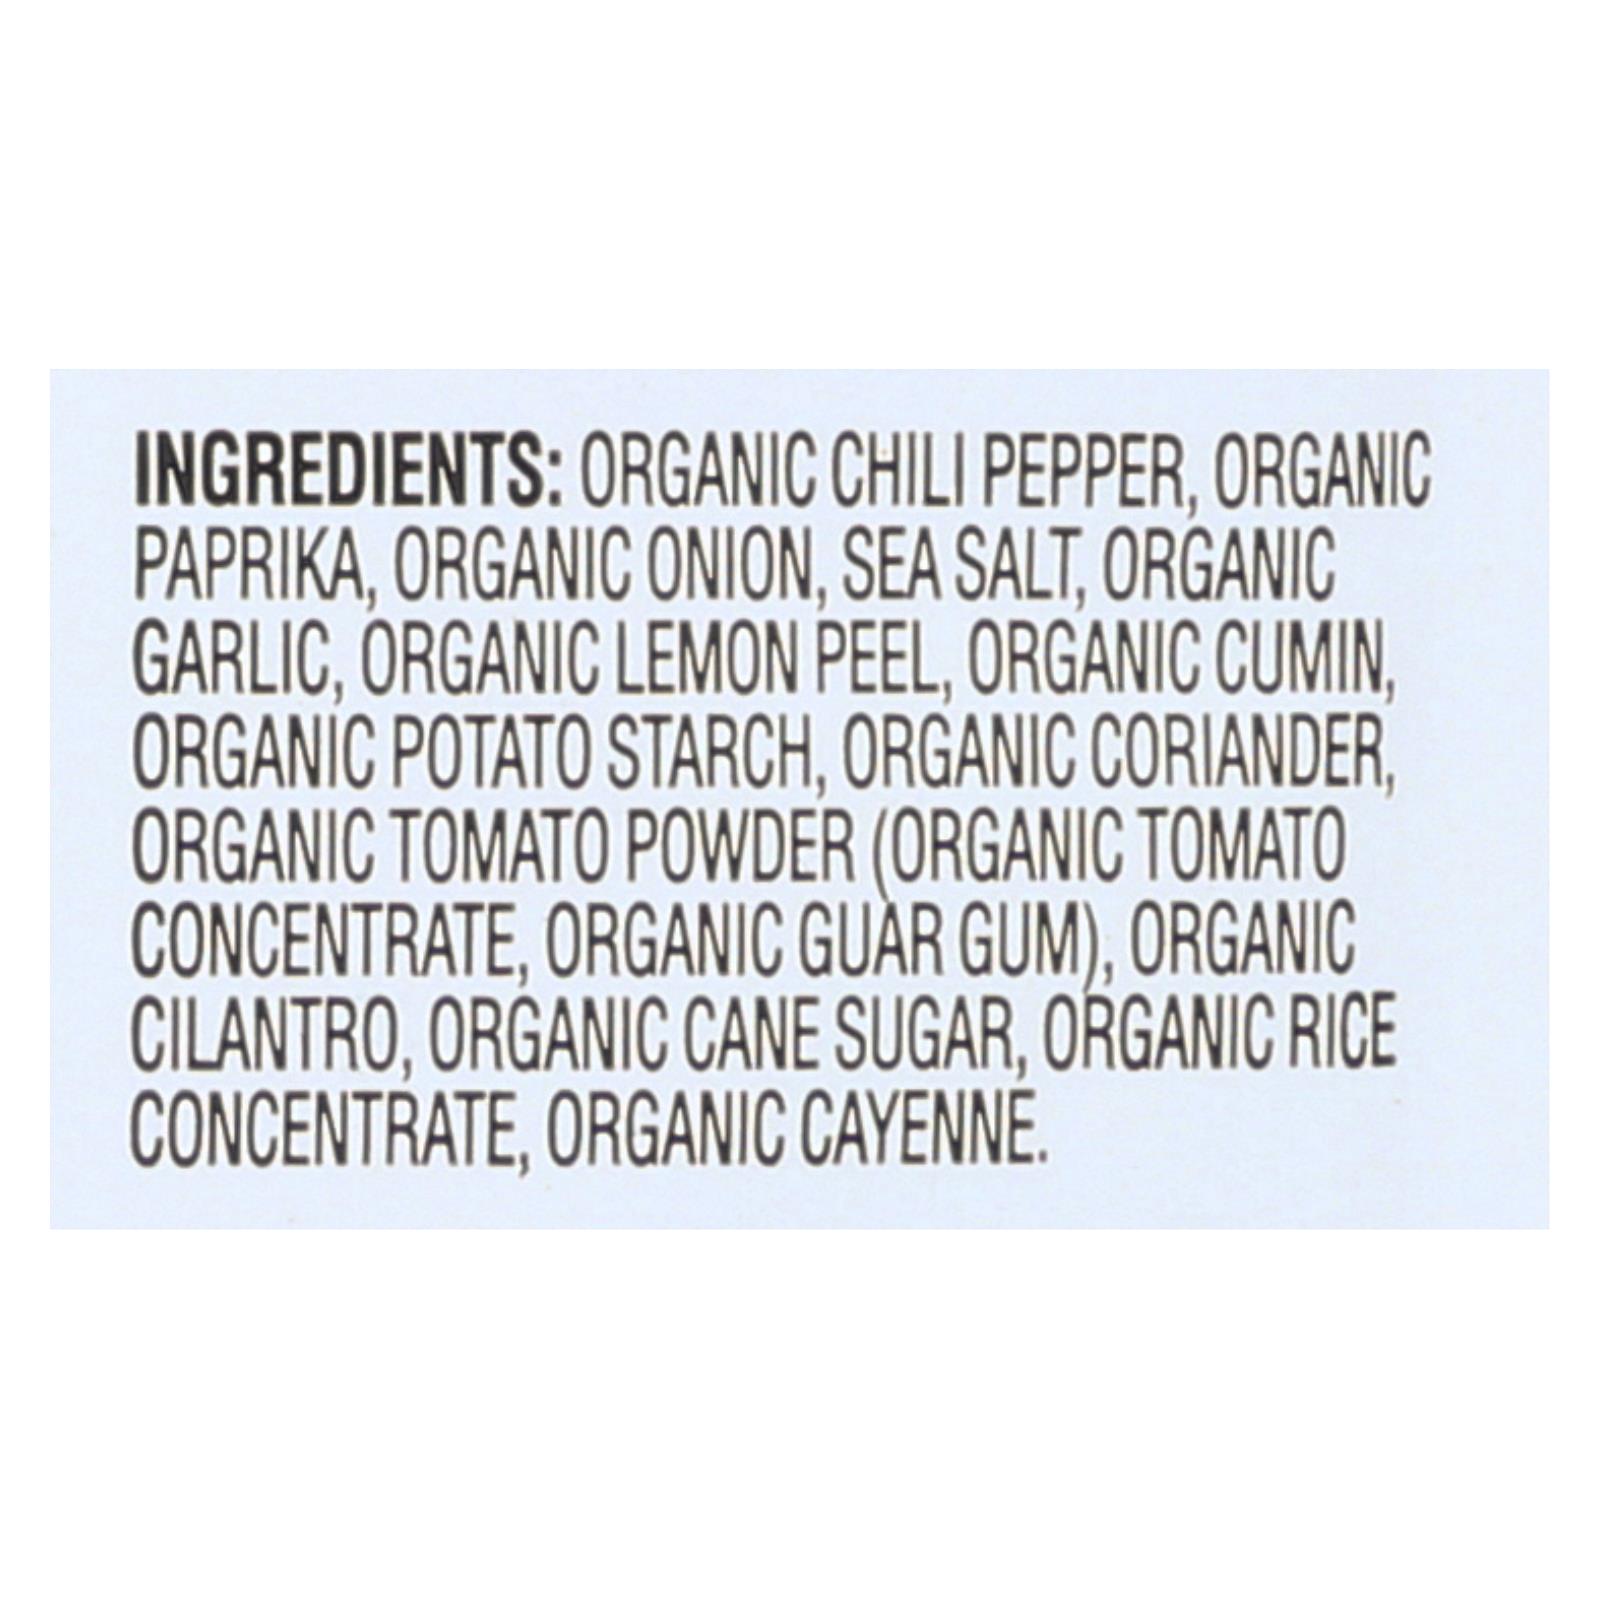 INGREDIENTS: ORGANIC CHILI PEPPER, ORGANIC
PAPRIKA, ORGANIC ONION, SEA SALT, ORGANIC
GARLIC, ORGANIC LEMON PEEL, ORGANIC CUMIN,
ORGANIC POTATO STARCH, ORGANIC CORIANDER,
ORGANIC TOMATO POWDER (ORGANIC TOMATO
CONCENTRATE, ORGANIC GUAR GUM), ORGANIC
CILANTRO, ORGANIC CANE SUGAR, ORGANIC RICE
CONCENTRATE, ORGANIC CAYENNE.